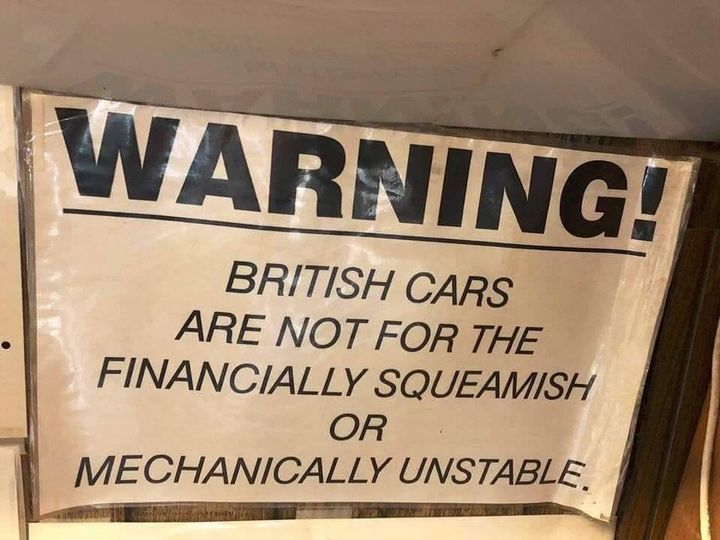 WARNING!
BRITISH CARS
ARE NOT FOR THE
FINANCIALLY SQUEAMISH
OR
MECHANICALLY UNSTABLE.